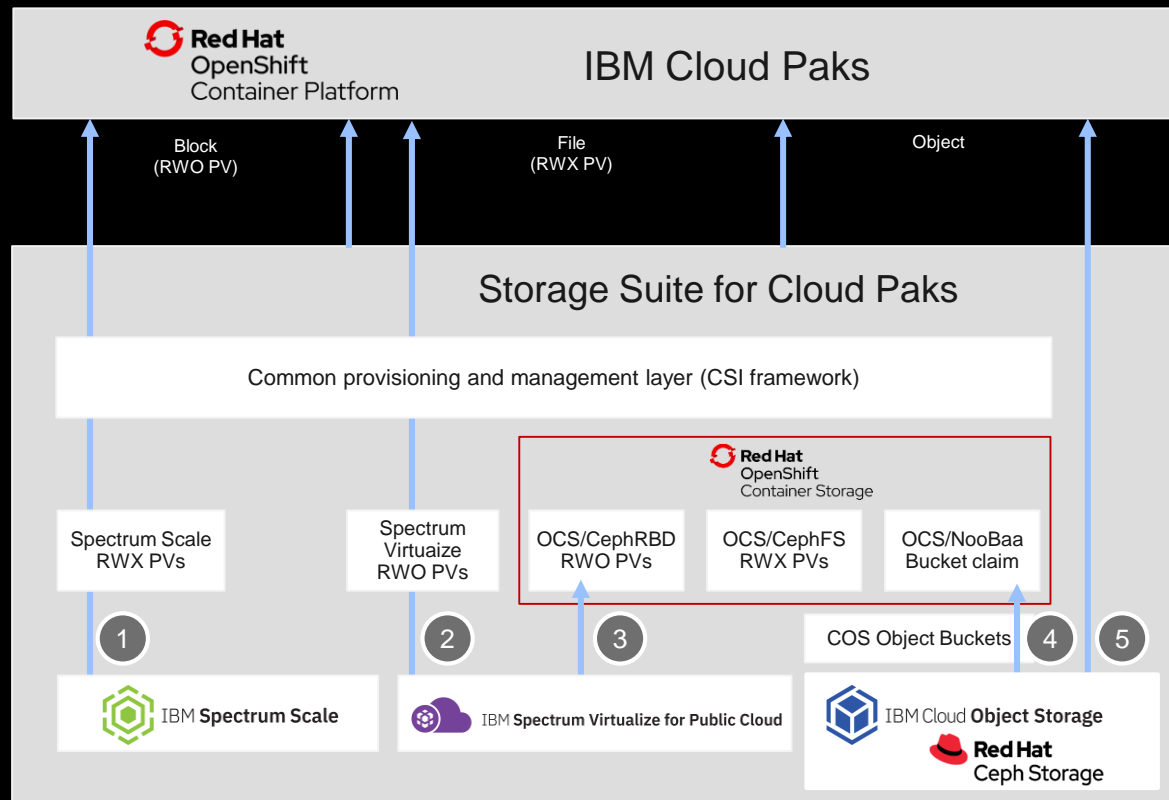 Red Hat
OpenShift
Container Platform
IBM Cloud Paks
Block
(RWO PV)
File
(RWX PV)
Object
Storage Suite for Cloud Paks
Common provisioning and management layer (CSI framework)
Red Hat
OpenShift
Container Storage
Spectrum Scale
RWX PVs
Spectrum
Virtuaize
RWO PVs
OCS/CephRBD
RWO PVs
OCS/CephFS
RWX PVs
OCS/NooBaa
Bucket claim
1
2
3
COS Object Buckets
4
5
IBM Spectrum Scale
IBM Spectrum Virtualize for Public Cloud
IBM Cloud Object Storage
Red Hat
Ceph Storage